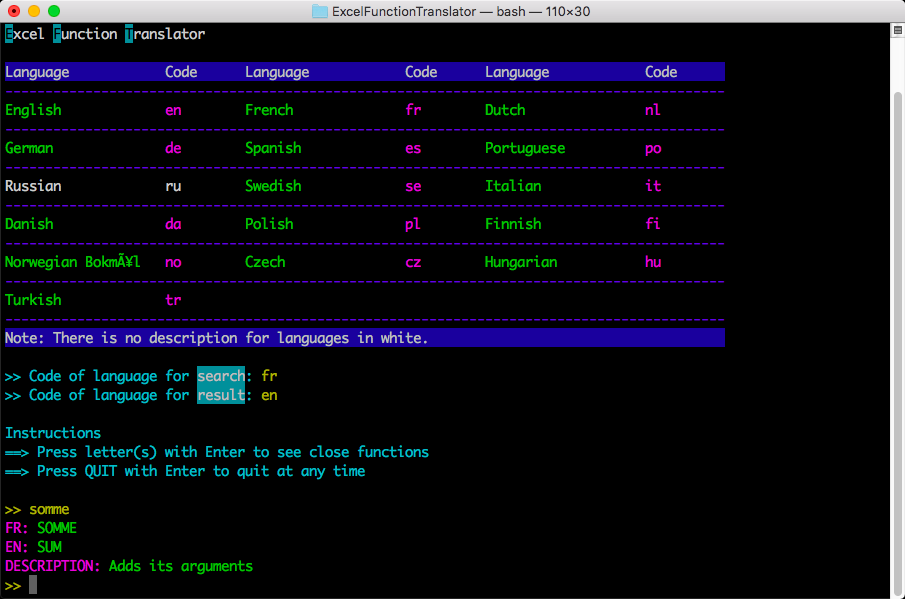 ExcelFunctionTranslator — bash — 110×30
Excel Function Translator
Language Code Language Code Language Code
------------------------------------------------------------------------------------------
English en French fr Dutch nl
------------------------------------------------------------------------------------------
German de Spanish es Portuguese po
------------------------------------------------------------------------------------------
Russian ru Swedish se Italian it
------------------------------------------------------------------------------------------
Danish da Polish pl Finnish fi
------------------------------------------------------------------------------------------
Norwegian BokmÃ¥l no Czech cz Hungarian hu
------------------------------------------------------------------------------------------
Turkish tr
------------------------------------------------------------------------------------------
Note: There is no description for languages in white.
>> Code of language for search: fr
>> Code of language for result: en
Instructions
==> Press letter(s) with Enter to see close functions
==> Press QUIT with Enter to quit at any time
>> somme
FR: SOMME
EN: SUM
DESCRIPTION: Adds its arguments
>>